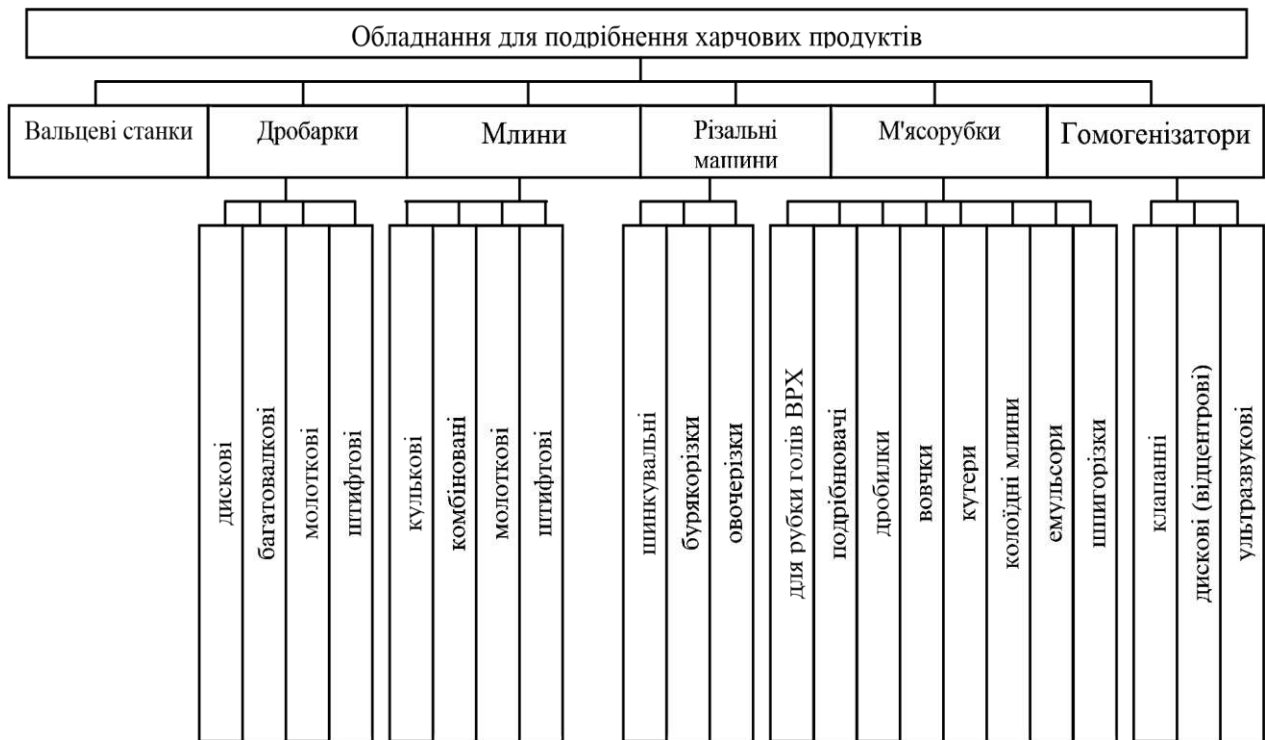 Обладнання для подрібнення харчових продуктів
Вальцеві станки
Дробарки
Млини
Різальні
машини
М'ясорубки
Гомогенізатори
дискові
багатовалкові
молоткові
штифтові
кулькові
комбіновані
молоткові
штифтові
шинкувальні
бурякорізки
овочерізки
для рубки голів ВРХ
подрібнювачі
дробилки
вовчки
кутери
колоїдні млини
емульсори
шпигорізки
клапанні
дискові (відцентрові)
ультразвукові